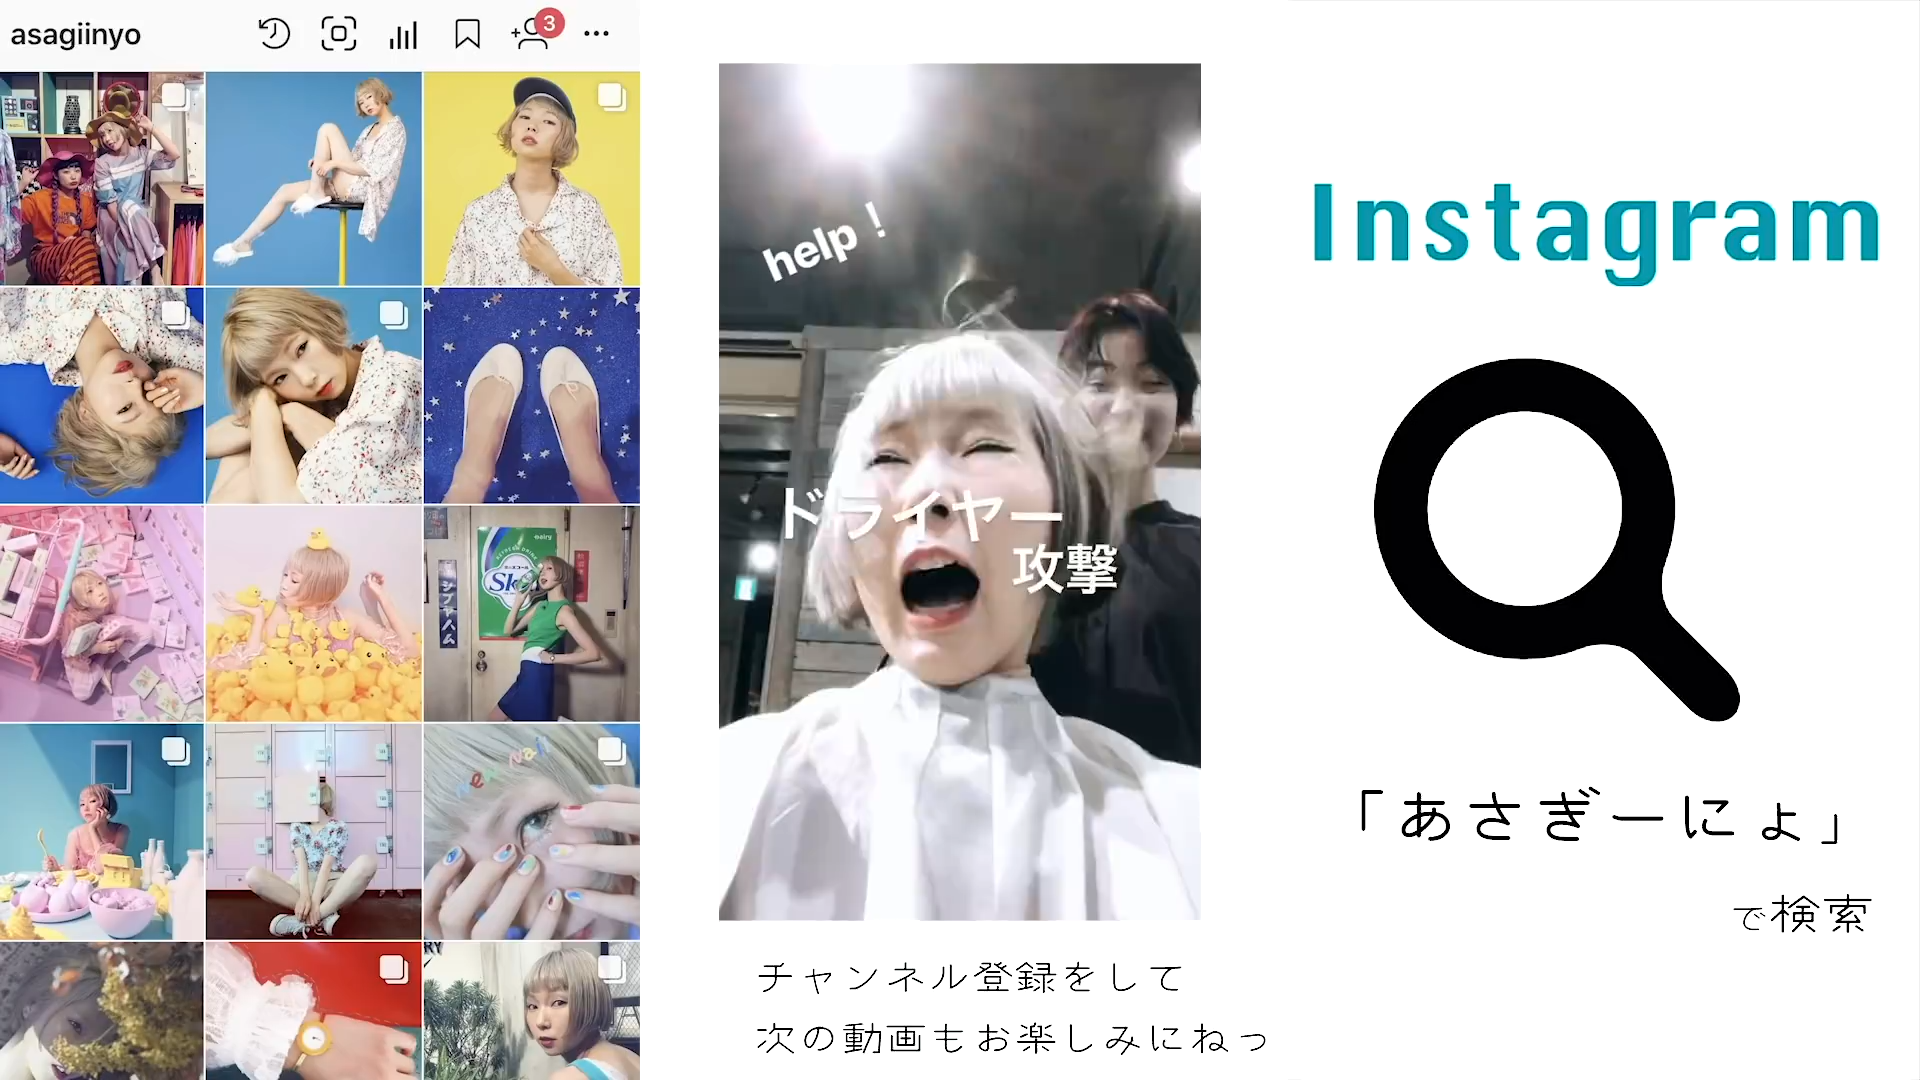 asagiinyo
3
help！
ドライヤー
攻撃
チャンネル登録をして
次の動画もお楽しみにねっ
Instagram
「あさぎーにょ」
で検索